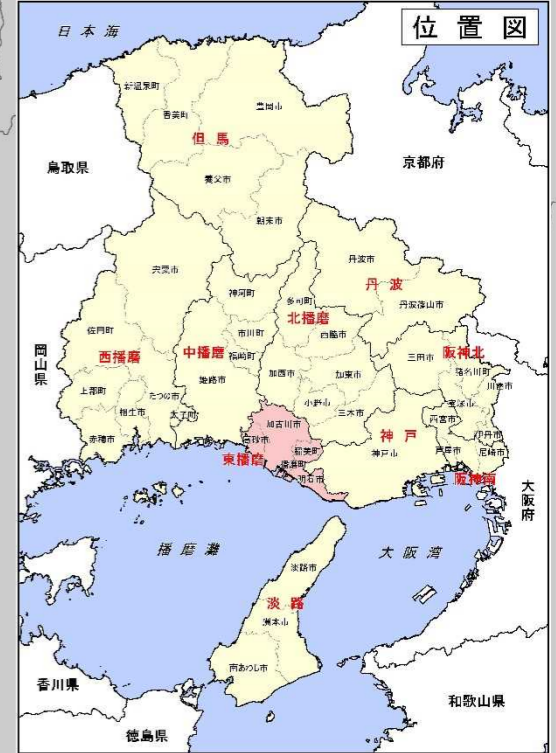 位置図
日本海
新温泉町
香美町
豊岡市
但馬
鳥取県
京都府
養父市
朝来市
丹波市
宍粟市
丹波
神河町
多可町
丹波篠山市
北播磨
佐用町
市川町
西脇市
岡山県
西播磨
中播磨
福崎町
三田市
阪神北
猪名川町
加西市
加東市
川西市
上郡町
たつの市
姫路市
宝塚市
相生市
太子町
小野市
三木市
西宮市
赤穂市
加古川市
神戸
伊丹市
高砂市
稲美町
神戸市
芦屋市
尼崎市
東播磨
播磨町
明石市
阪神南
大阪府
播磨灘
大阪湾
淡路市
淡路
洲本市
南あわじ市
香川県
徳島県
和歌山県